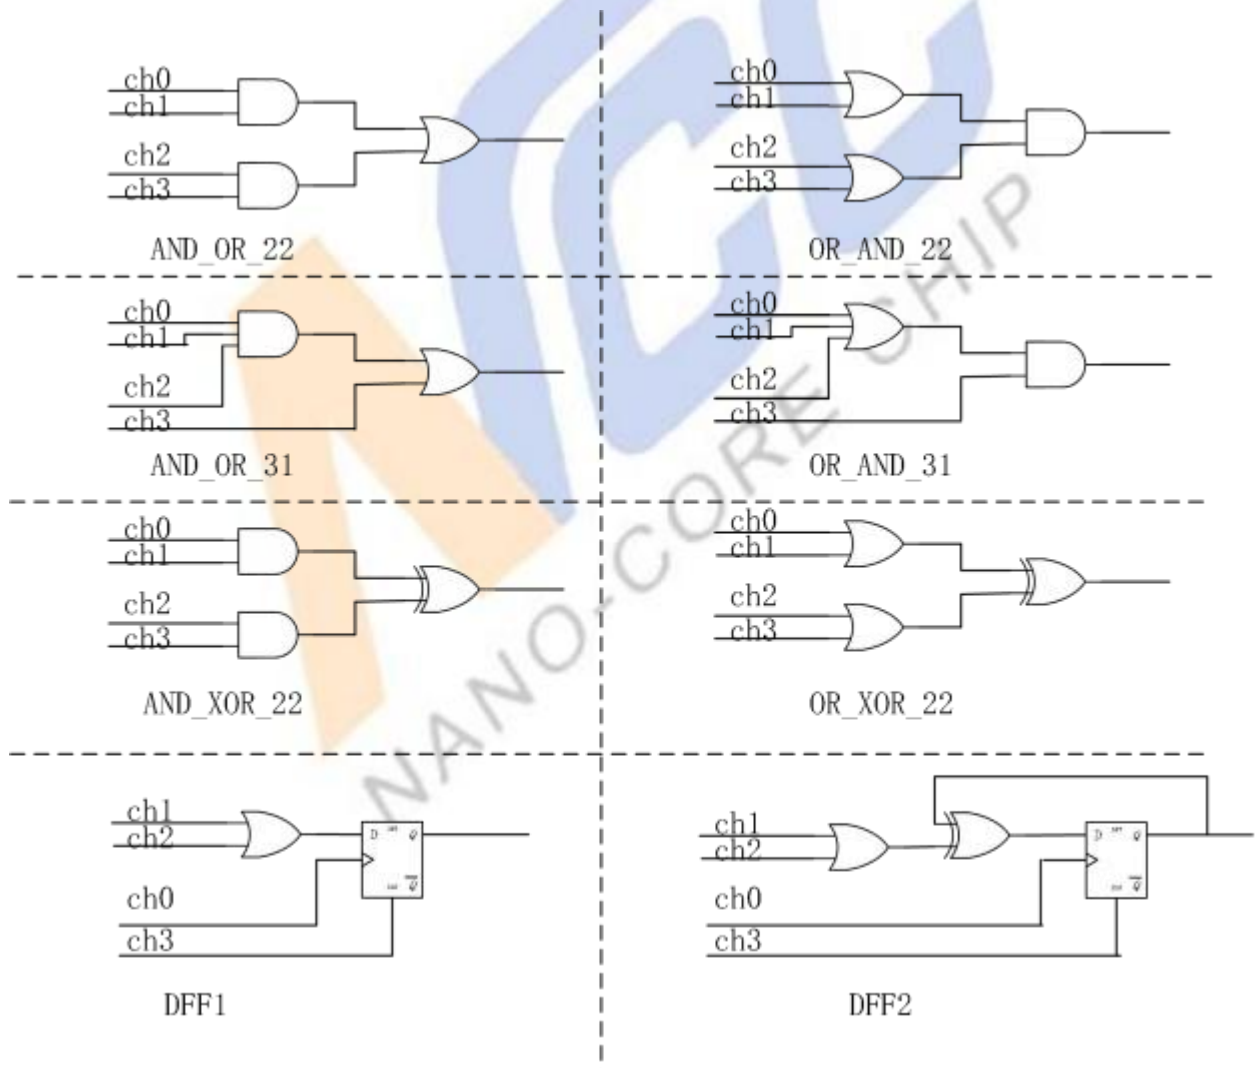 ch0
ch1
ch2
ch3
AND_OR_22
ch0
ch1
ch2
ch3
OR_AND_22
ch0
ch1
ch2
ch3
AND_OR_31
ch0
ch1
ch2
ch3
OR_AND_31
ch0
ch1
ch2
ch3
AND_XOR_22
ch0
ch1
ch2
ch3
OR_XOR_22
ch1
ch2
D Q
Q
ch0
ch3
DFF1
ch1
ch2
D Q
Q
ch0
ch3
DFF2
NANO-CORE CHIP